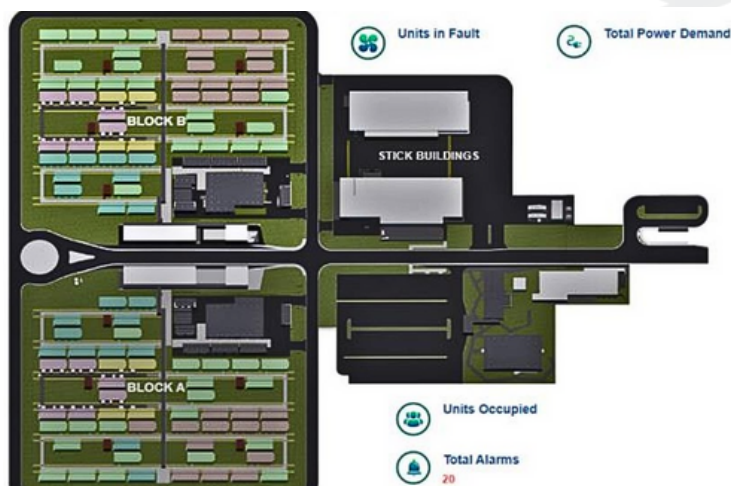 Units in Fault
Total Power Demand
BLOCK B
STICK BUILDINGS
BLOCK A
Units Occupied
Total Alarms
20